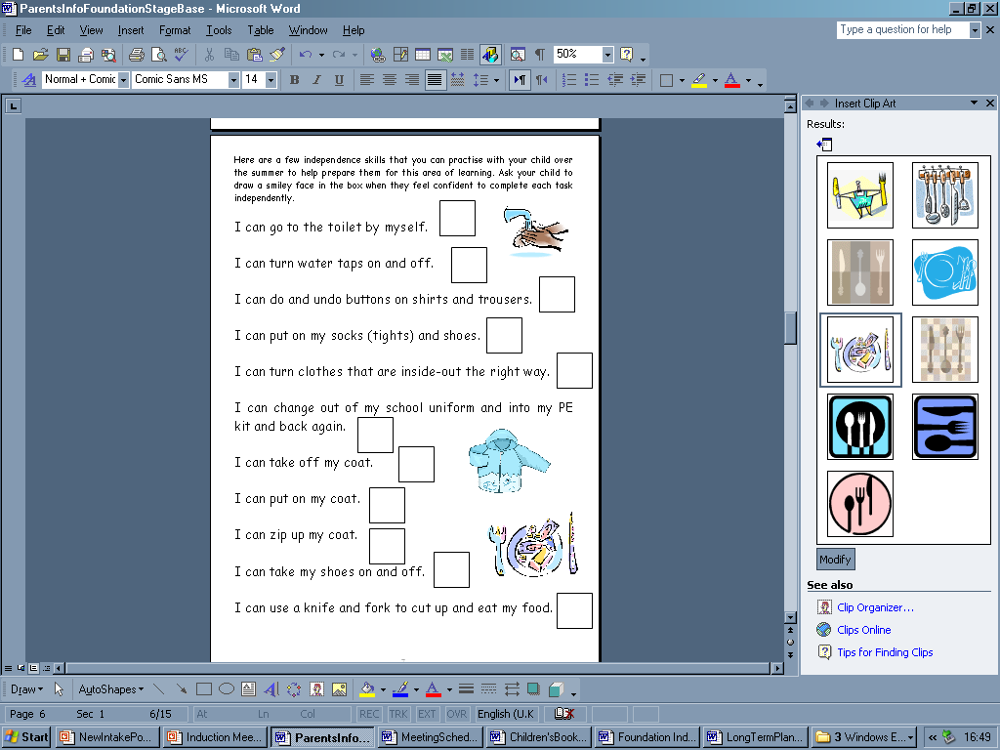 ParentsInfoFoundationStageBase - Microsoft Word
File Edit View Insert Format Tools Table Window Help
Type a question for help
50%
Normal + Comic Comic Sans MS 14 B I U
Insert Clip Art
Results:
Here are a few independence skills that you can practise with your child over
the summer to help prepare them for this area of learning. Ask your child to
draw a smiley face in the box when they feel confident to complete each task
independently.
I can go to the toilet by myself.
I can turn water taps on and off.
I can do and undo buttons on shirts and trousers.
I can put on my socks (tights) and shoes.
I can turn clothes that are inside-out the right way.
I can change out of my school uniform and into my PE
kit and back again.
I can take off my coat.
I can put on my coat.
I can zip up my coat.
I can take my shoes on and off.
I can use a knife and fork to cut up and eat my food.
Modify
See also
Clip Organizer...
Clips Online
Tips for Finding Clips
Draw AutoShapes
Page 6 Sec 1 6/15 At Ln Col REC TRK EXT OVR English (U.K
Start NewIntakePo... Induction Mee... ParentsInfo... MeetingSched... Children'sBook... Foundation Ind... LongTermPlan... 3 Windows E... 16:49